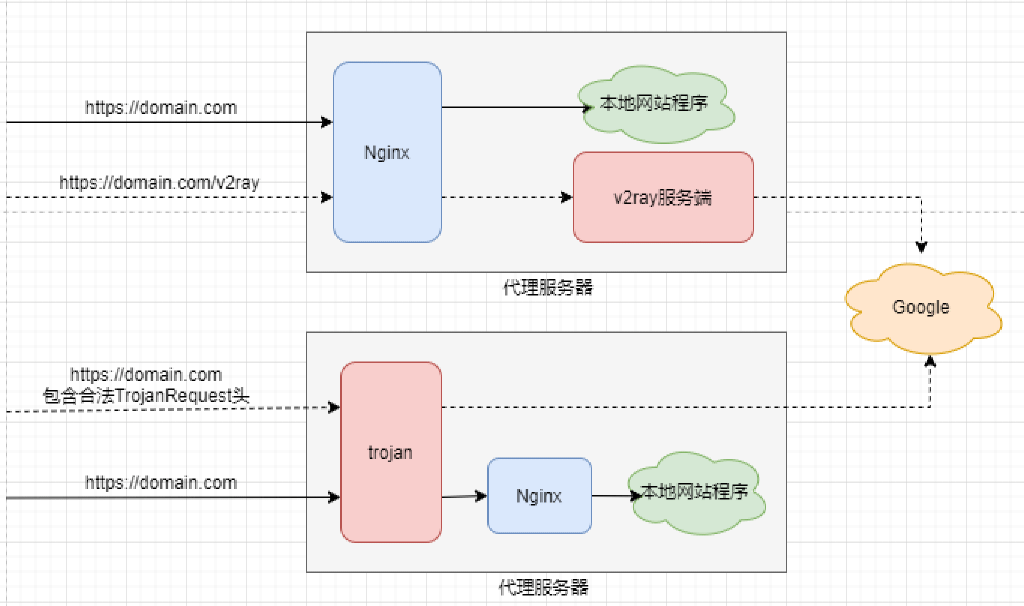 https://domain.com
Nginx
本地网站程序
https://domain.com/v2ray
v2ray服务端
代理服务器
Google
https://domain.com
包含合法TrojanRequest头
trojan
https://domain.com
Nginx
本地网站程序
代理服务器